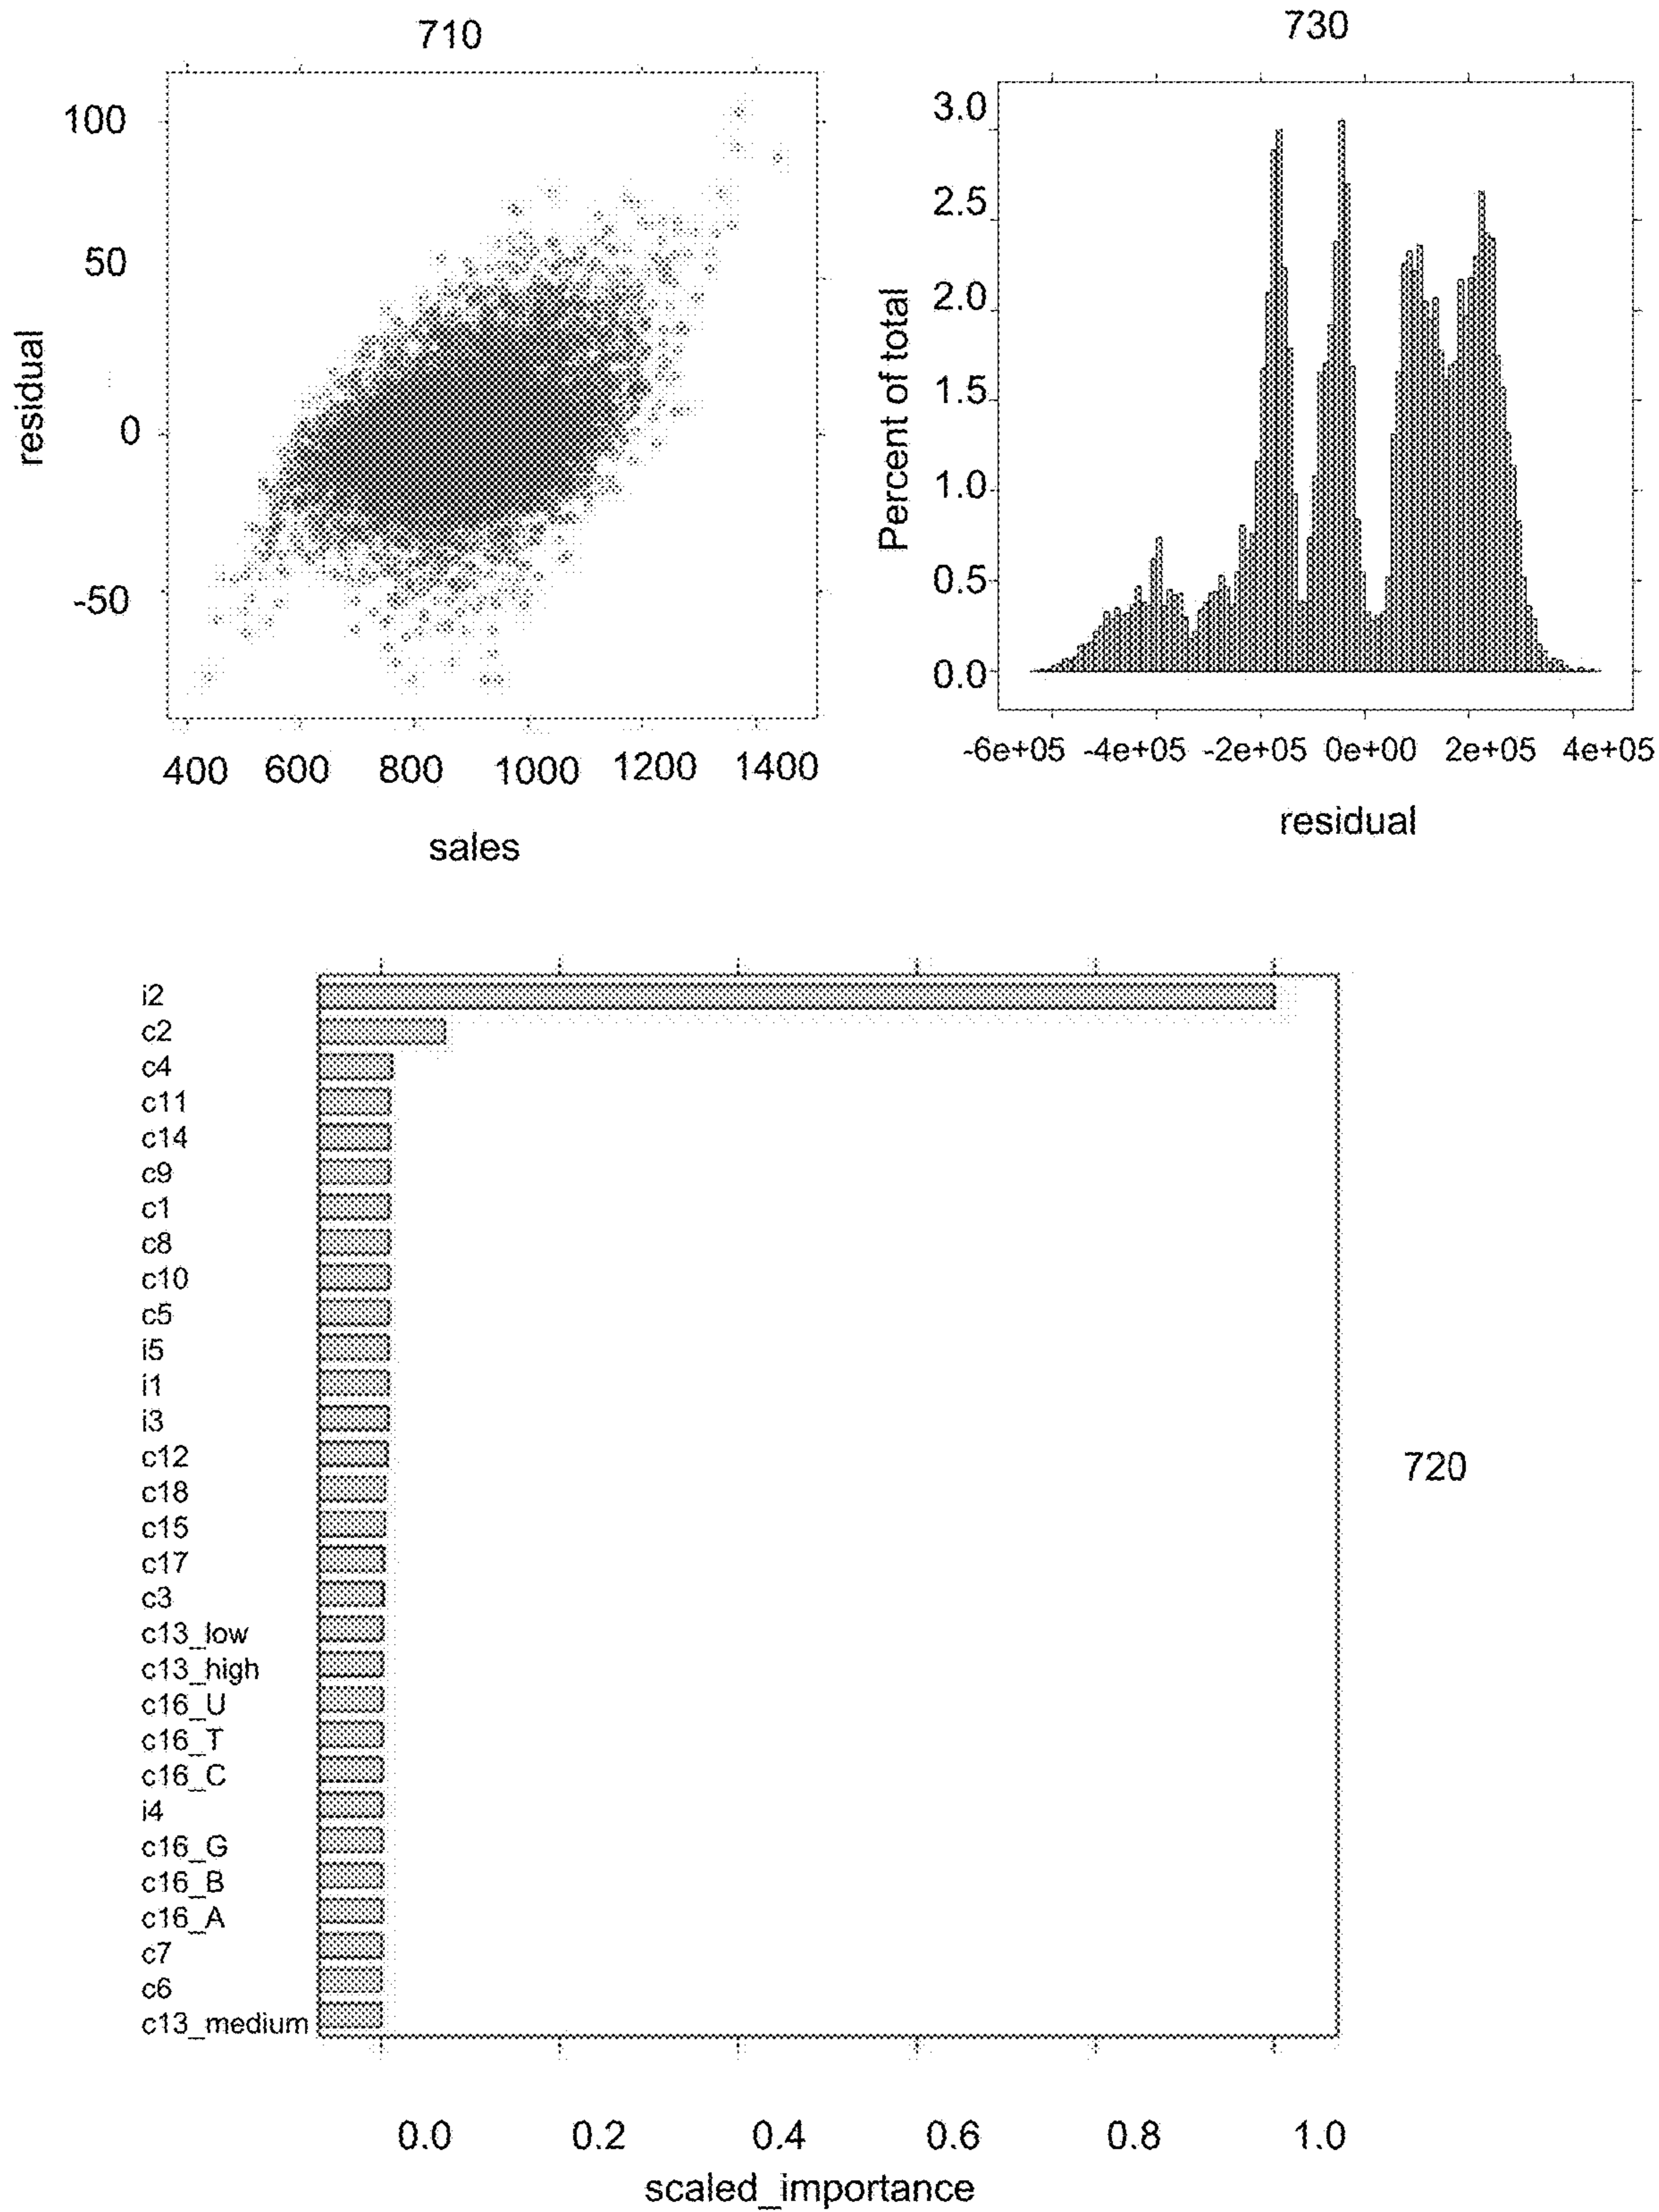 710
100
50
0
-50
residual
400 600 800 1000 1200 1400
sales
730
3.0
2.5
2.0
1.5
1.0
0.5
0.0
Percent of total
-6e+05 -4e+05 -2e+05 0e+00 2e+05 4e+05
residual
i2
c2
c4
c11
c14
c9
c1
c8
c10
c5
i5
i1
i3
c12
c18
c15
c17
c3
c13_low
c13_high
c16_U
c16_T
c16_C
i4
c16_G
c16_B
c16_A
c7
c6
c13_medium
720
0.0 0.2 0.4 0.6 0.8 1.0
scaled_importance